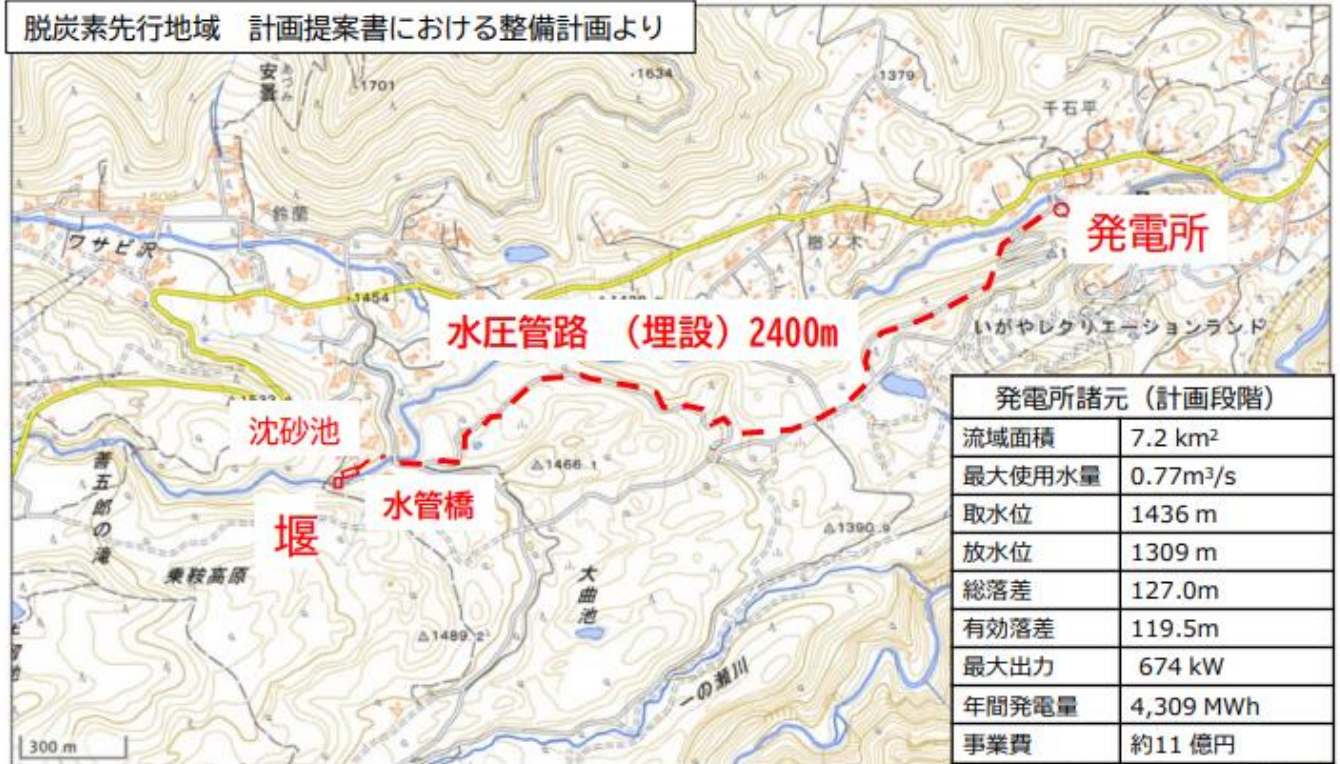 脱炭素先行地域　計画提案書における整備計画より
安曇
あづみ
・1701
・1634
・1379
千石平
1500
鈴蘭
ワサビ沢
樹ノ木
発電所
・1454
水圧管路　（埋設）2400m
いがやレクリエーションランド
沈砂池
善五郎の滝
△1466.1
水管橋
堰
△1390.9
乗鞍高原
大曲池
△1489.2
一の瀬川
300 m
発電所諸元（計画段階）
流域面積 7.2 km²
最大使用水量 0.77m³/s
取水位 1436 m
放水位 1309 m
総落差 127.0m
有効落差 119.5m
最大出力 674 kW
年間発電量 4,309 MWh
事業費 約11 億円